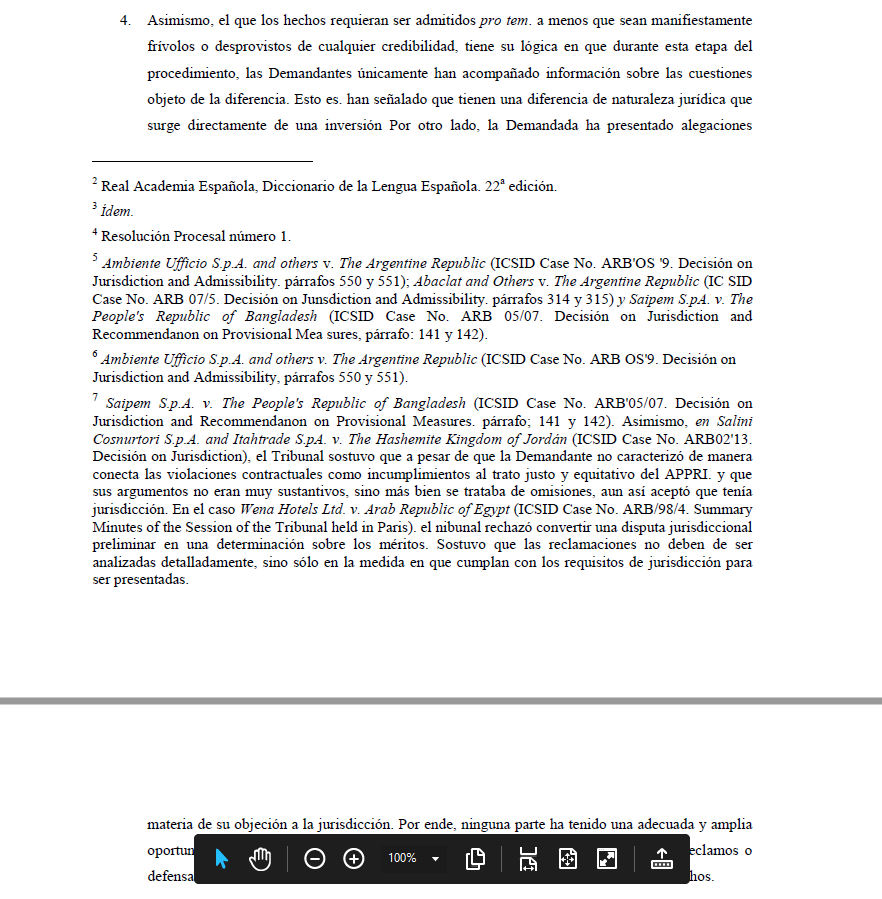 4. Asimismo, el que los hechos requieran ser admitidos pro tem. a menos que sean manifiestamente
frívolos o desprovistos de cualquier credibilidad, tiene su lógica en que durante esta etapa del
procedimiento, las Demandantes únicamente han acompañado información sobre las cuestiones
objeto de la diferencia. Esto es. han señalado que tienen una diferencia de naturaleza jurídica que
surge directamente de una inversión Por otro lado, la Demandada ha presentado alegaciones
2 Real Academia Española, Diccionario de la Lengua Española. 22ª edición.
3 Ídem.
4 Resolución Procesal número 1.
5 Ambiente Ufficio S.p.A. and others v. The Argentine Republic (ICSID Case No. ARB'OS '9. Decisión on
Jurisdiction and Admissibility. párrafos 550 y 551); Abaclat and Others v. The Argentine Republic (IC SID
Case No. ARB 07/5. Decisión on Junsdiction and Admissibility. párrafos 314 y 315) y Saipem S.pA. v. The
People's Republic of Bangladesh (ICSID Case No. ARB 05/07. Decisión on Jurisdiction and
Recommendanon on Provisional Mea sures, párrafo: 141 y 142).
6 Ambiente Ufficio S.p.A. and others v. The Argentine Republic (ICSID Case No. ARB OS'9. Decisión on
Jurisdiction and Admissibility, párrafos 550 y 551).
7 Saipem S.p.A. v. The People's Republic of Bangladesh (ICSID Case No. ARB'05/07. Decisión on
Jurisdiction and Recommendanon on Provisional Measures. párrafo; 141 y 142). Asimismo, en Salini
Cosnurtori S.p.A. and Itahtrade S.pA. v. The Hashemite Kingdom of Jordán (ICSID Case No. ARB02'13.
Decisión on Jurisdiction), el Tribunal sostuvo que a pesar de que la Demandante no caracterizó de manera
conecta las violaciones contractuales como incumplimientos al trato justo y equitativo del APPRI. y que
sus argumentos no eran muy sustantivos, sino más bien se trataba de omisiones, aun así aceptó que tenía
jurisdicción. En el caso Wena Hotels Ltd. v. Arab Republic of Egypt (ICSID Case No. ARB/98/4. Summary
Minutes of the Session of the Tribunal held in Paris). el nibunal rechazó convertir una disputa jurisdiccional
preliminar en una determinación sobre los méritos. Sostuvo que las reclamaciones no deben de ser
analizadas detalladamente, sino sólo en la medida en que cumplan con los requisitos de jurisdicción para
ser presentadas.
materia de su objeción a la jurisdicción. Por ende, ninguna parte ha tenido una adecuada y amplia
oportun eclamos o
100%
defensa hos.